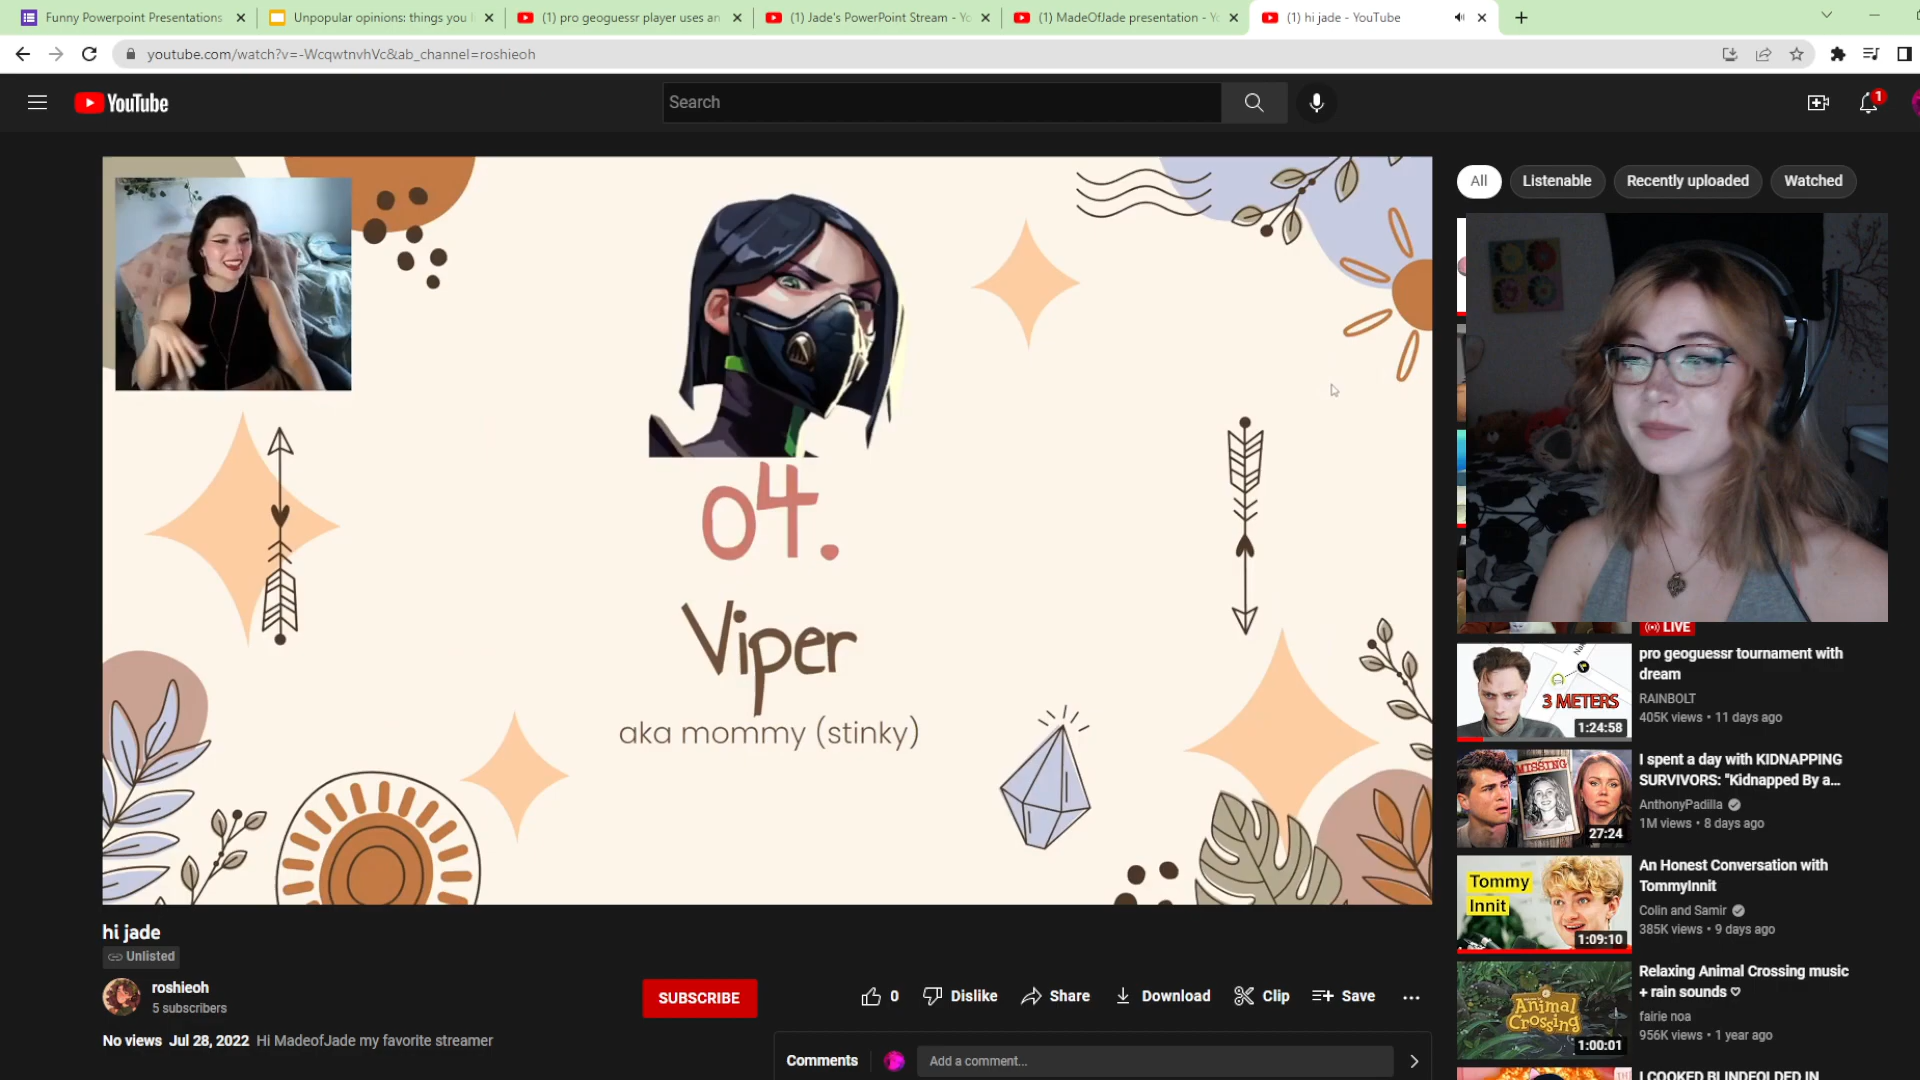 Funny Powerpoint Presentations
Unpopular opinions: things you
(1) pro geoguessr player uses an
(1) Jade's PowerPoint Stream - Yo
(1) MadeOfJade presentation - Yo
(1) hi jade - YouTube
youtube.com/watch?v=-WcqwtnvhVc&ab_channel=roshieoh
YouTube
Search
1
All
Listenable
Recently uploaded
Watched
04.
Viper
aka mommy (stinky)
LIVE
pro geoguessr tournament with
dream
RAINBOLT
405K views • 11 days ago
3 METERS
1:24:58
I spent a day with KIDNAPPING
SURVIVORS: "Kidnapped By a...
AnthonyPadilla
1M views • 8 days ago
MISSING
27:24
An Honest Conversation with
TommyInnit
Colin and Samir
385K views • 9 days ago
Tommy
Innit
1:09:10
Relaxing Animal Crossing music
+ rain sounds ♡
fairie noa
956K views • 1 year ago
Animal
Crossing
1:00:01
I COOKED BLINDFOLDED IN
hi jade
Unlisted
roshieoh
5 subscribers
SUBSCRIBE
0
Dislike
Share
Download
Clip
Save
No views Jul 28, 2022 Hi MadeofJade my favorite streamer
Comments
Add a comment...